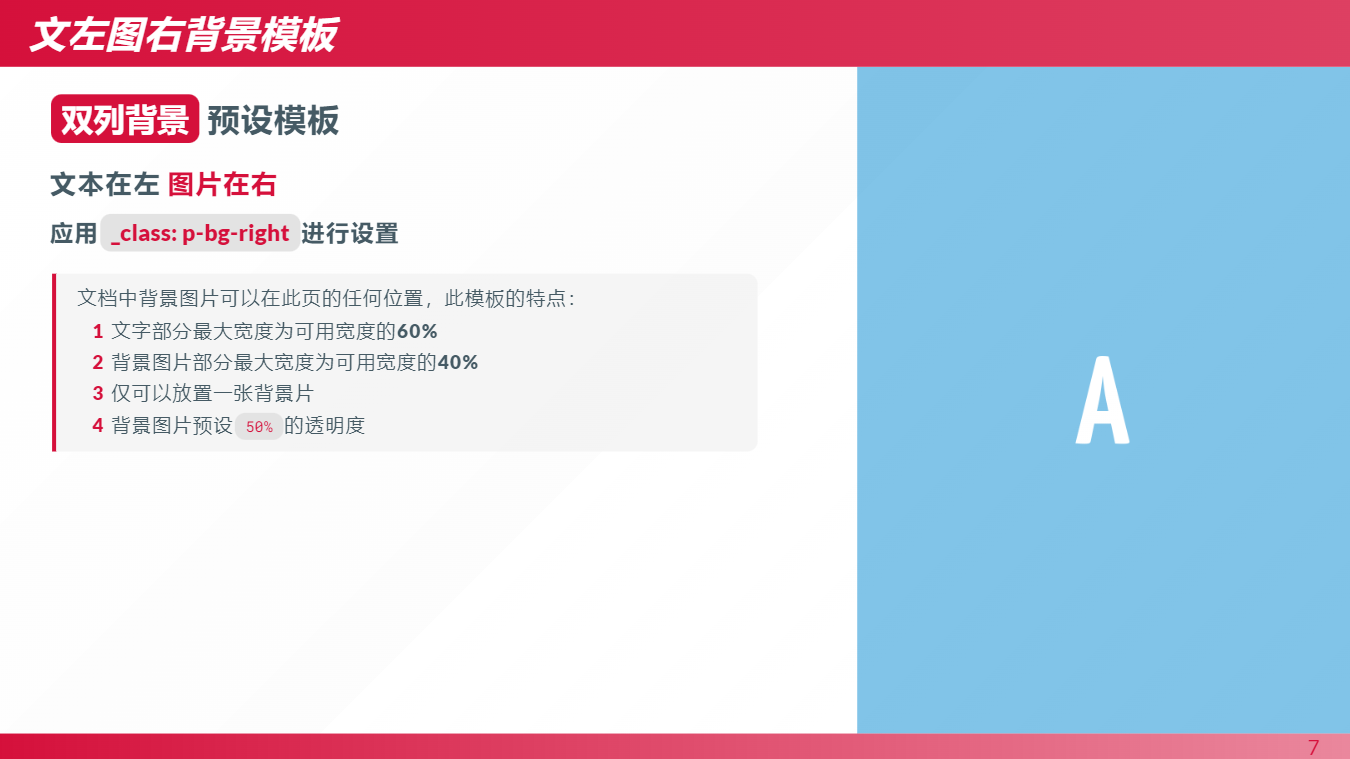 文左图右背景模板
双列背景 预设模板
文本在左 图片在右
应用 _class: p-bg-right 进行设置
文档中背景图片可以在此页的任何位置，此模板的特点：
1 文字部分最大宽度为可用宽度的60%
2 背景图片部分最大宽度为可用宽度的40%
3 仅可以放置一张背景片
4 背景图片预设 50% 的透明度
A
7